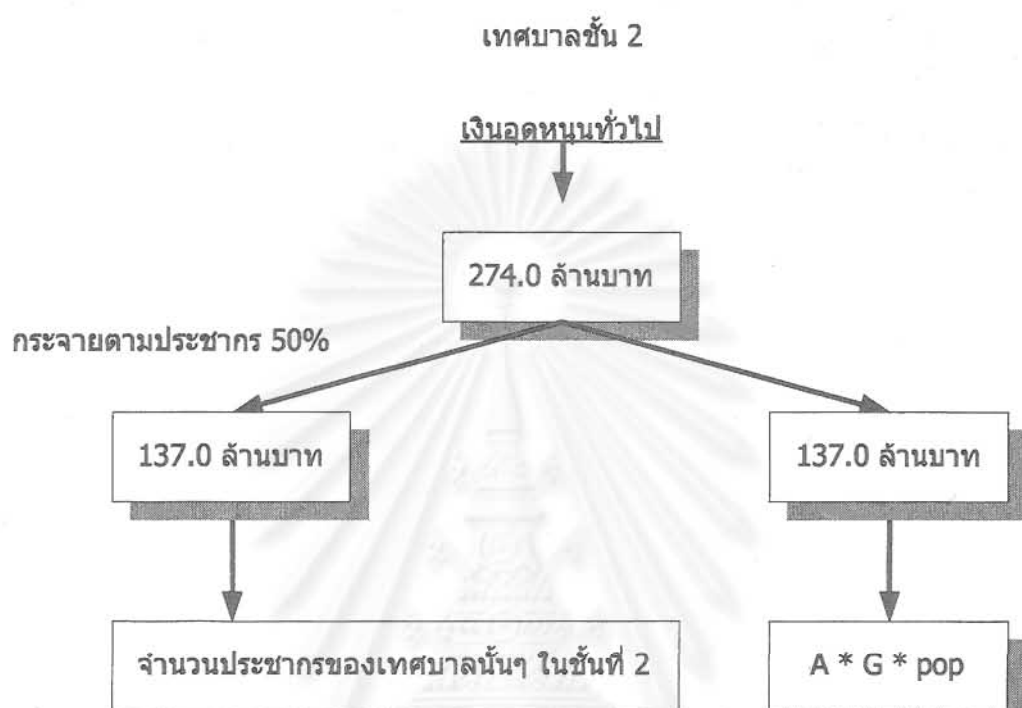 เทศบาลชั้น 2
เงินอุดหนุนทั่วไป
274.0 ล้านบาท
กระจายตามประชากร 50%
137.0 ล้านบาท
137.0 ล้านบาท
จำนวนประชากรของเทศบาลนั้นๆ ในชั้นที่ 2
A * G * pop